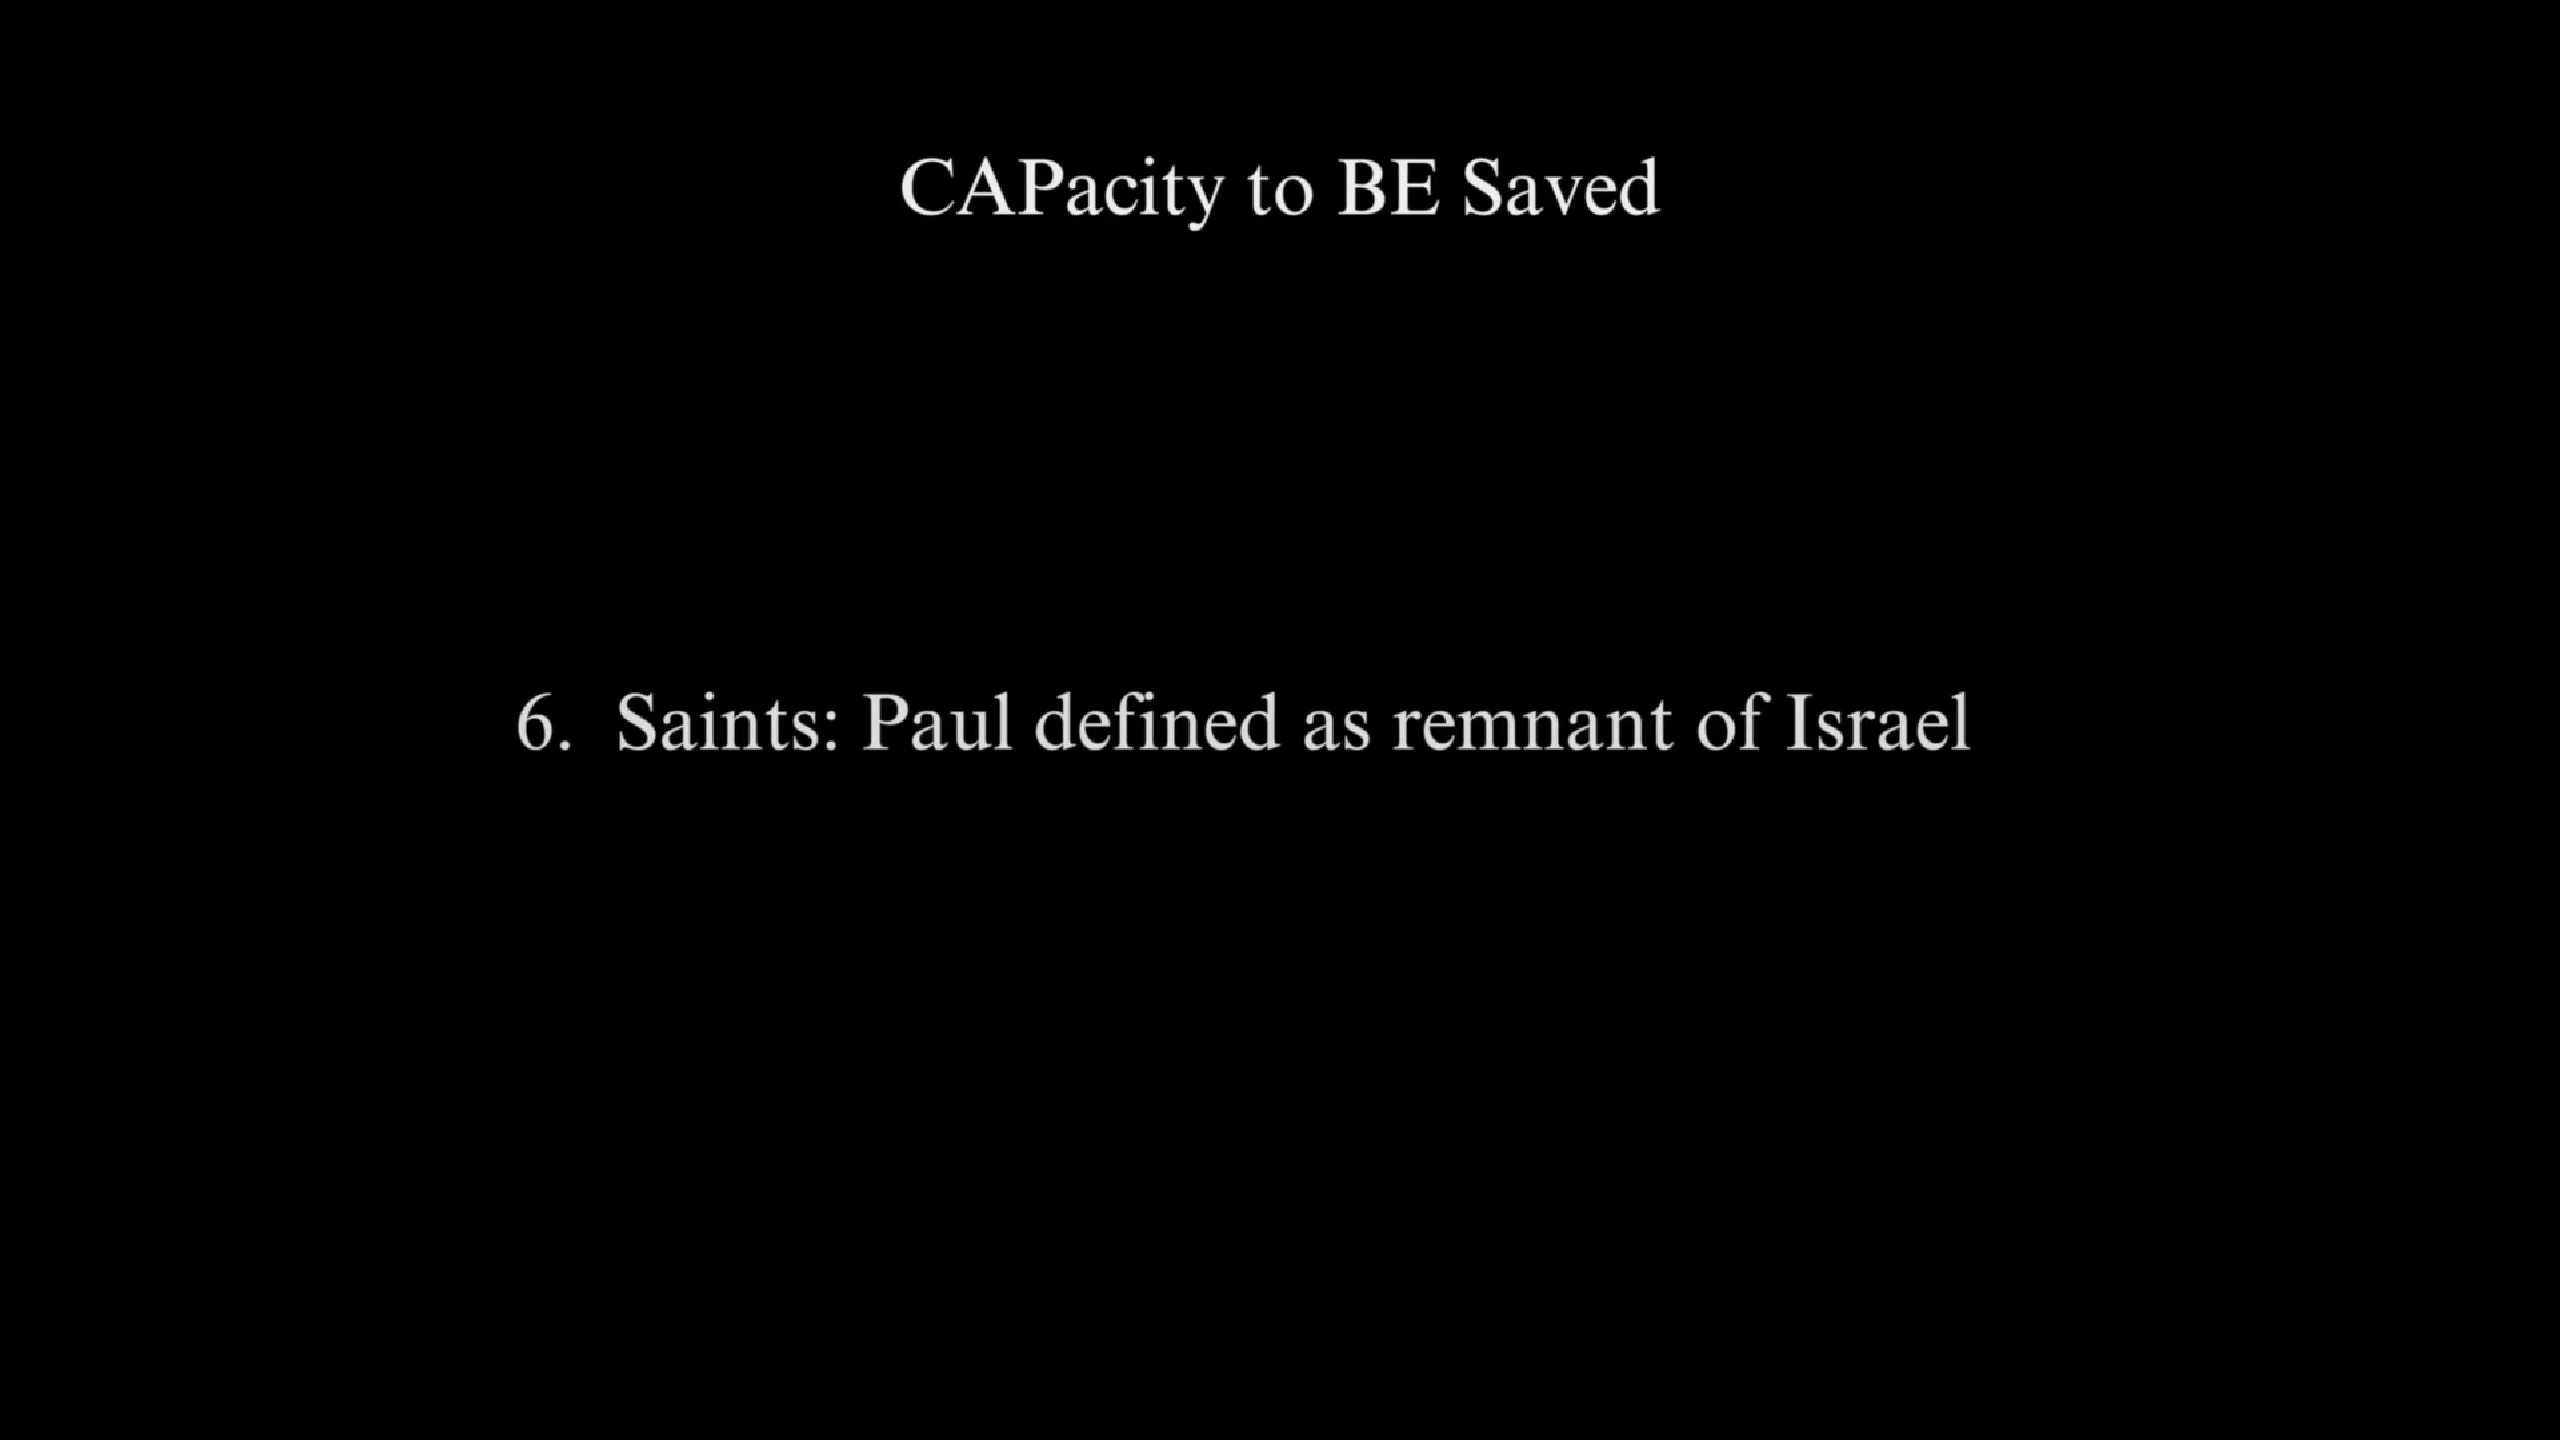 CAPacity to BE Saved
6. Saints: Paul defined as remnant of Israel